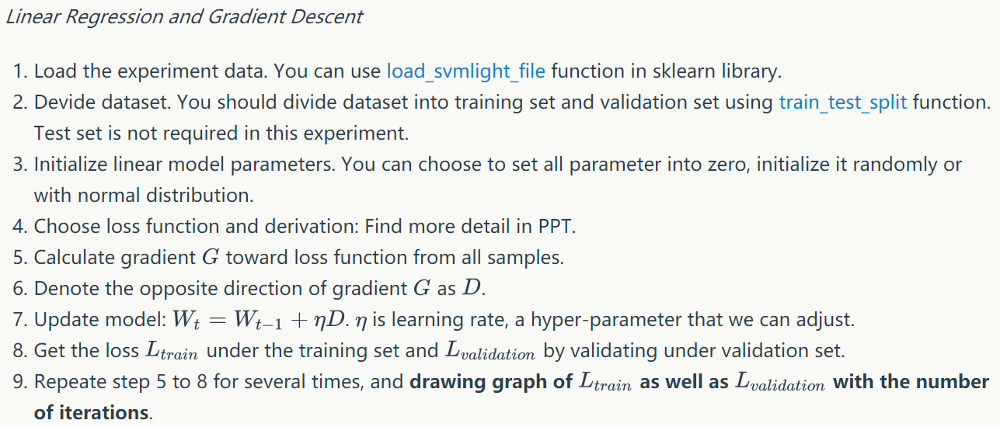 Linear Regression and Gradient Descent
1. Load the experiment data. You can use load_svmlight_file function in sklearn library.
2. Devide dataset. You should divide dataset into training set and validation set using train_test_split function.
Test set is not required in this experiment.
3. Initialize linear model parameters. You can choose to set all parameter into zero, initialize it randomly or
with normal distribution.
4. Choose loss function and derivation: Find more detail in PPT.
5. Calculate gradient G toward loss function from all samples.
6. Denote the opposite direction of gradient G as D.
7. Update model: W_t = W_{t−1} + ηD. η is learning rate, a hyper-parameter that we can adjust.
8. Get the loss L_{train} under the training set and L_{validation} by validating under validation set.
9. Repeate step 5 to 8 for several times, and drawing graph of L_{train} as well as L_{validation} with the number
of iterations.